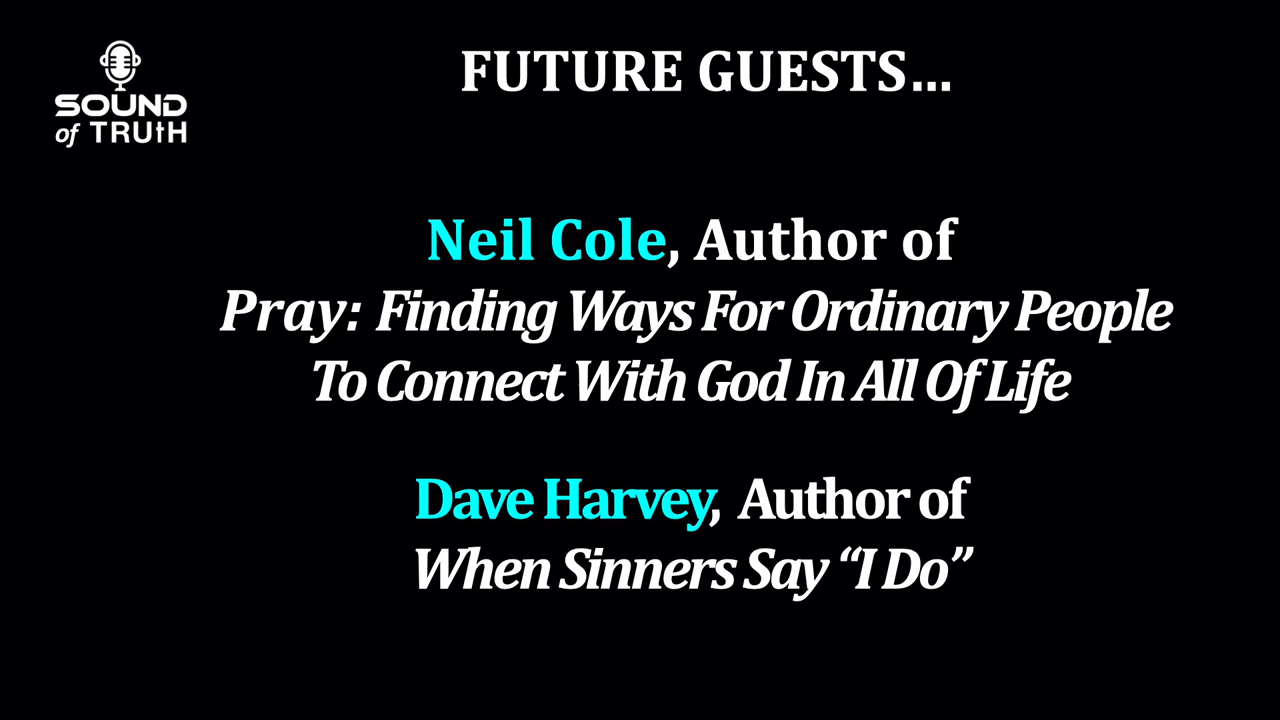 SOUND
of TRUtH
FUTURE GUESTS...
Neil Cole, Author of
Pray: Finding Ways For Ordinary People
To Connect With God In All Of Life
Dave Harvey, Author of
When Sinners Say “I Do”